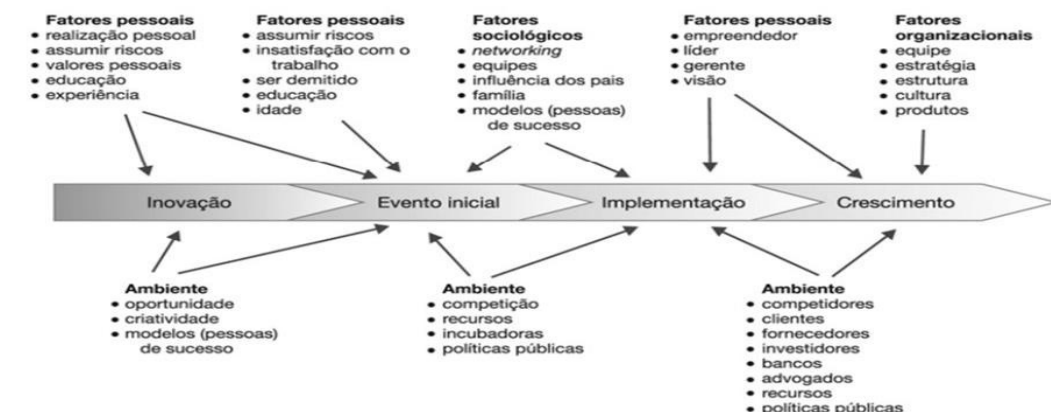 Fatores pessoais
• realização pessoal
• assumir riscos
• valores pessoais
• educação
• experiência
Fatores pessoais
• assumir riscos
• insatisfação com o
trabalho
• ser demitido
• educação
• idade
Fatores
sociológicos
• networking
• equipes
• influência dos pais
• família
• modelos (pessoas)
de sucesso
Fatores pessoais
• empreendedor
• líder
• gerente
• visão
Fatores
organizacionais
• equipe
• estratégia
• estrutura
• cultura
• produtos
Inovação
Evento inicial
Implementação
Crescimento
Ambiente
• oportunidade
• criatividade
• modelos (pessoas)
de sucesso
Ambiente
• competição
• recursos
• incubadoras
• políticas públicas
Ambiente
• competidores
• clientes
• fornecedores
• investidores
• bancos
• advogados
• recursos
• políticas públicas